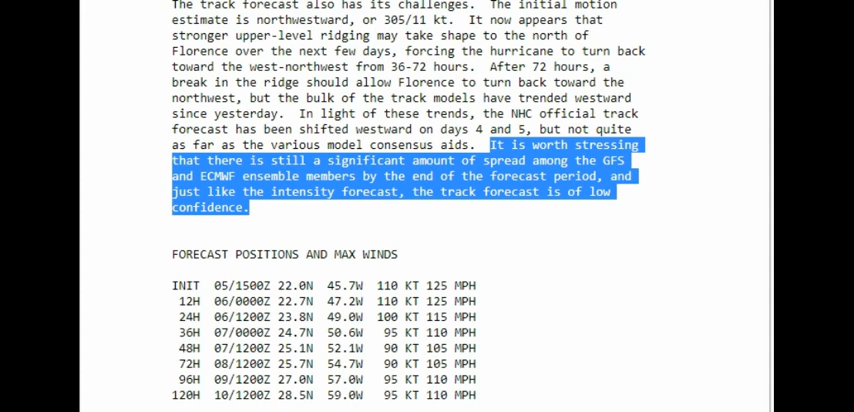 The track forecast also has its challenges.  The initial motion
estimate is northwestward, or 305/11 kt.  It now appears that
stronger upper-level ridging may take shape to the north of
Florence over the next few days, forcing the hurricane to turn back
toward the west-northwest from 36-72 hours.  After 72 hours, a
break in the ridge should allow Florence to turn back toward the
northwest, but the bulk of the track models have trended westward
since yesterday.  In light of these trends, the NHC official track
forecast has been shifted westward on days 4 and 5, but not quite
as far as the various model consensus aids.  It is worth stressing
that there is still a significant amount of spread among the GFS
and ECMWF ensemble members by the end of the forecast period, and
just like the intensity forecast, the track forecast is of low
confidence.
FORECAST POSITIONS AND MAX WINDS
INIT  05/1500Z 22.0N  45.7W  110 KT 125 MPH
12H  06/0000Z 22.7N  47.2W  110 KT 125 MPH
24H  06/1200Z 23.8N  49.0W  100 KT 115 MPH
36H  07/0000Z 24.7N  50.6W  95 KT 110 MPH
48H  07/1200Z 25.1N  52.1W  90 KT 105 MPH
72H  08/1200Z 25.7N  54.7W  90 KT 105 MPH
96H  09/1200Z 27.0N  57.0W  95 KT 110 MPH
120H  10/1200Z 28.5N  59.0W  95 KT 110 MPH